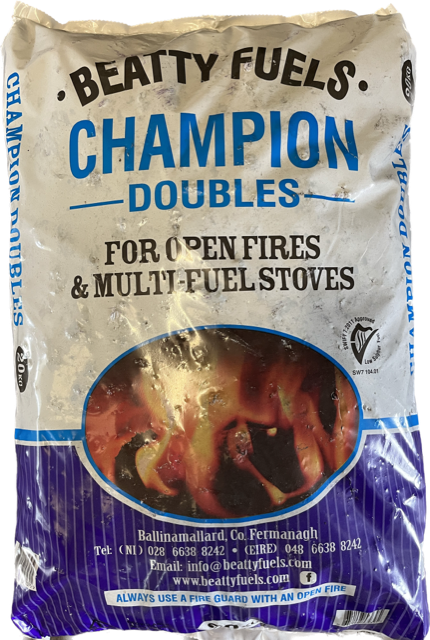 • BEATTY FUELS •
CHAMPION
DOUBLES
FOR OPEN FIRES
& MULTI-FUEL STOVES
CHAMPION DOUBLES
20KG
CHAMPION DOUBLES
20KG
Ballinamallard, Co. Fermanagh
Tel: (NI) 028 6638 8242 • (EIRE) 048 6638 8242
Email: info@beattyfuels.com
www.beattyfuels.com f
ALWAYS USE A FIRE GUARD WITH AN OPEN FIRE